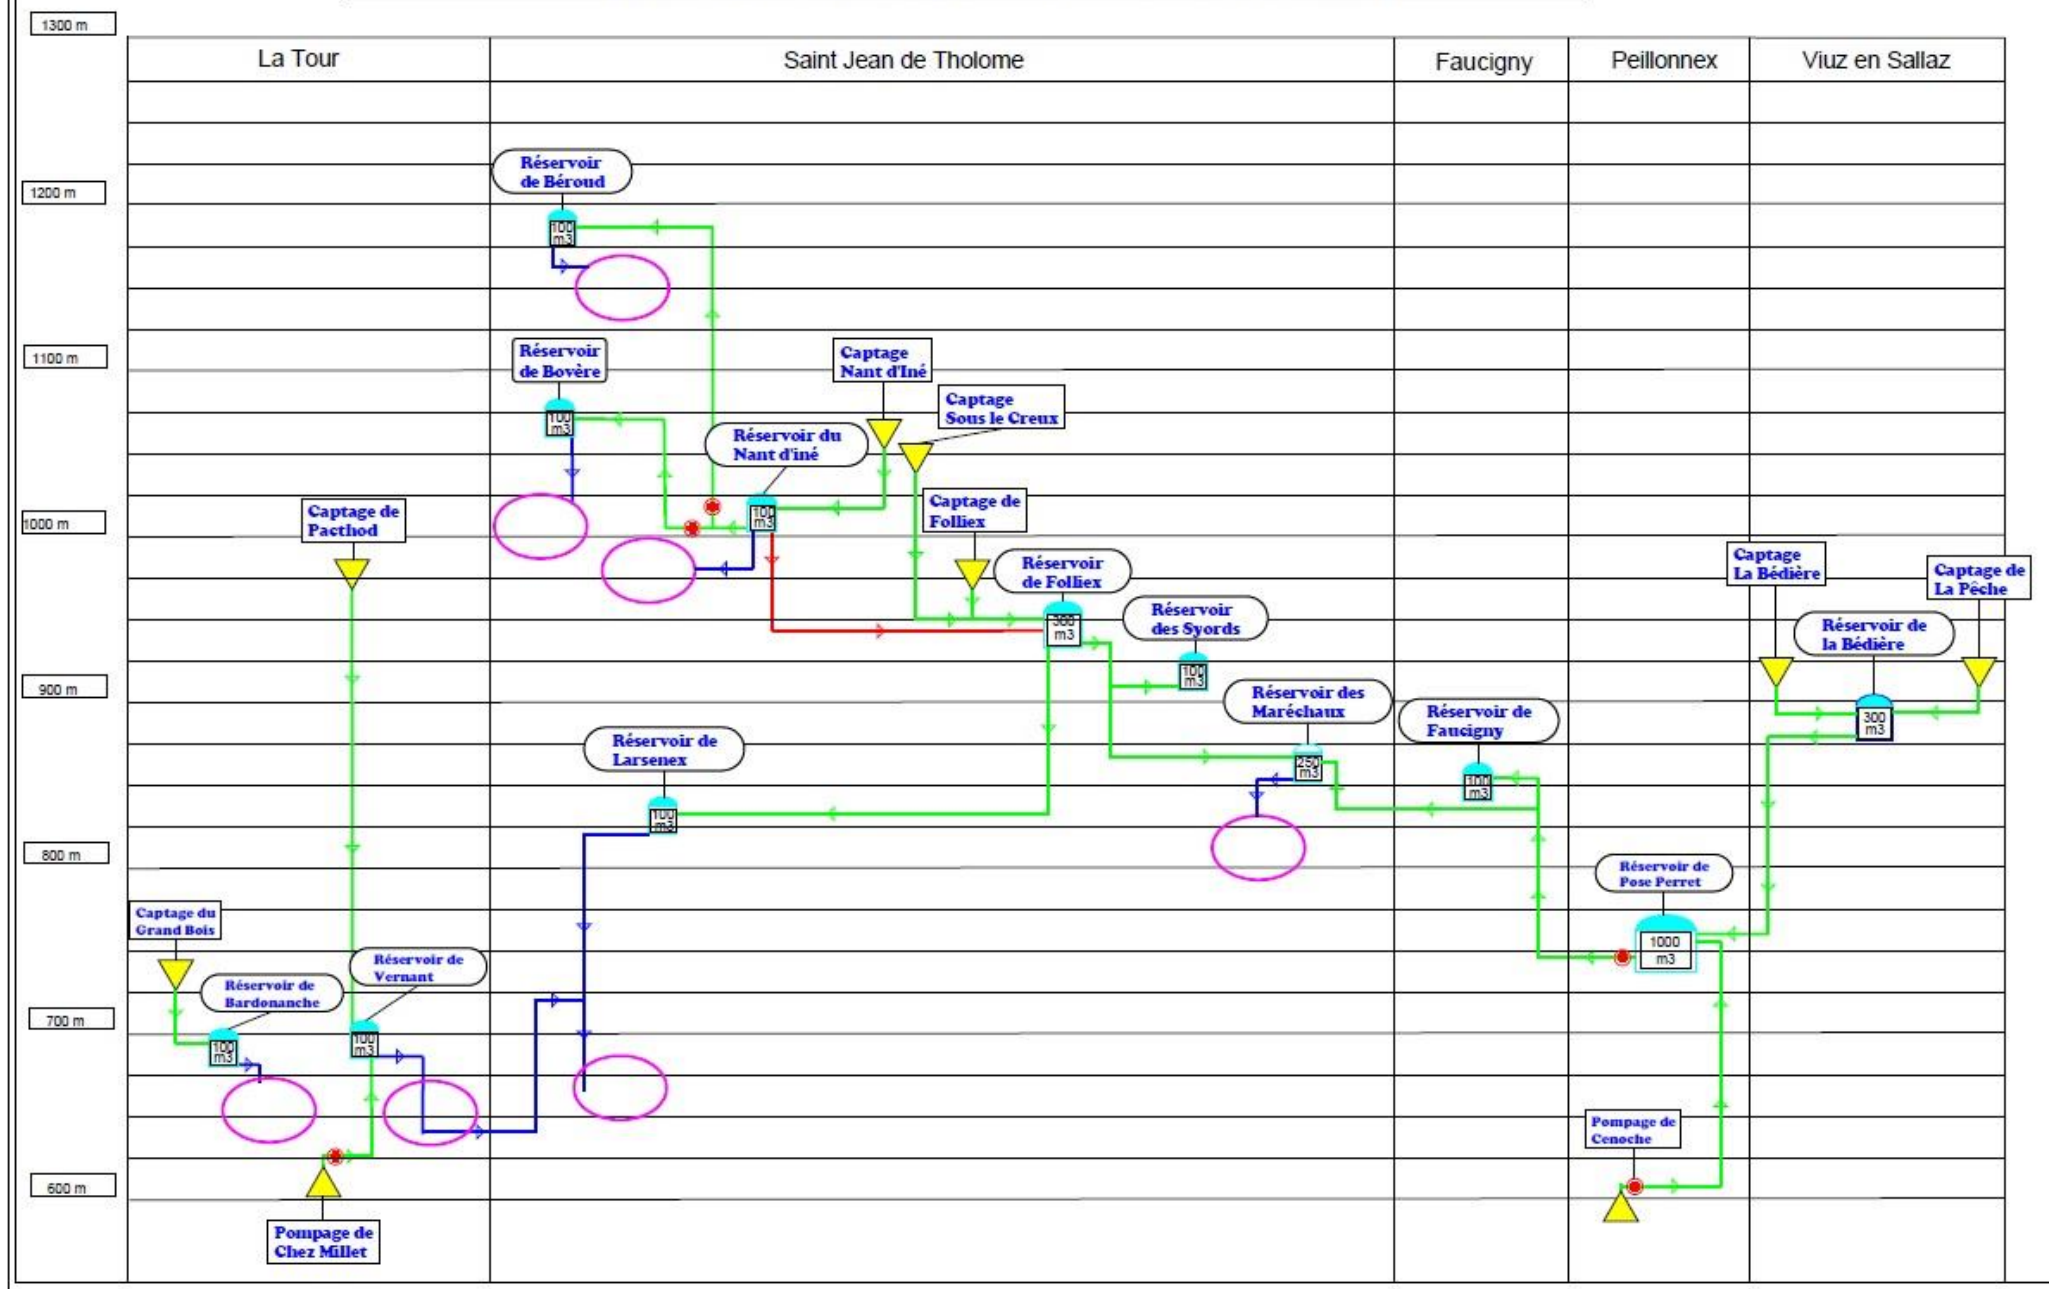 1300 m
La Tour
Saint Jean de Tholome
Faucigny
Peillonnex
Viuz en Sallaz
Réservoir
de Béroud
1200 m
100
m3
1100 m
Réservoir
de Bovère
100
m3
Captage
Nant d'Iné
Captage
Sous le Creux
Réservoir du
Nant d'iné
100
m3
Captage de
Folliex
1000 m
Captage de
Pacthod
Réservoir
de Folliex
300
m3
Captage
La Bédière
Captage de
La Pêche
Réservoir
des Syords
100
m3
Réservoir de
la Bédière
300
m3
900 m
Réservoir des
Maréchaux
250
m3
Réservoir de
Faucigny
100
m3
Réservoir de
Larsenex
100
m3
800 m
Réservoir de
Pose Perret
1000
m3
Captage du
Grand Bois
Réservoir de
Vernant
100
m3
Réservoir de
Bardonanche
100
m3
700 m
Pompage de
Cenoche
600 m
Pompage de
Chez Millet